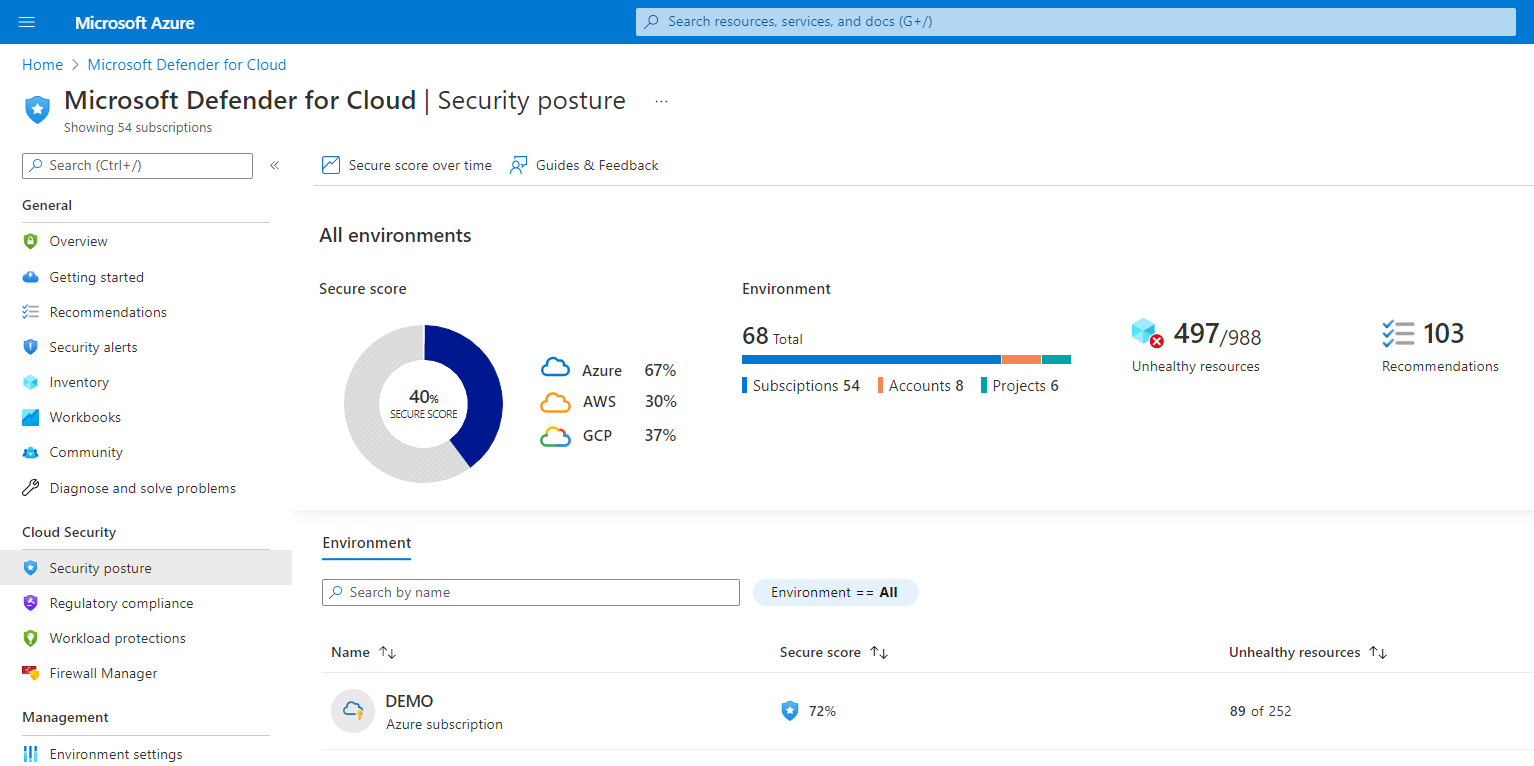 Microsoft Azure
Search resources, services, and docs (G+/)
Home > Microsoft Defender for Cloud
Microsoft Defender for Cloud | Security posture ...
Showing 54 subscriptions
Search (Ctrl+/) «
General
Overview
Getting started
Recommendations
Security alerts
Inventory
Workbooks
Community
Diagnose and solve problems
Cloud Security
Security posture
Regulatory compliance
Workload protections
Firewall Manager
Management
Environment settings
Secure score over time Guides & Feedback
All environments
Secure score
40%
SECURE SCORE
Azure 67%
AWS 30%
GCP 37%
Environment
68 Total
Subsciptions 54 Accounts 8 Projects 6
497/988
Unhealthy resources
103
Recommendations
Environment
Search by name
Environment == All
Name ↑↓ Secure score ↑↓ Unhealthy resources ↑↓
DEMO
Azure subscription
72%
89 of 252